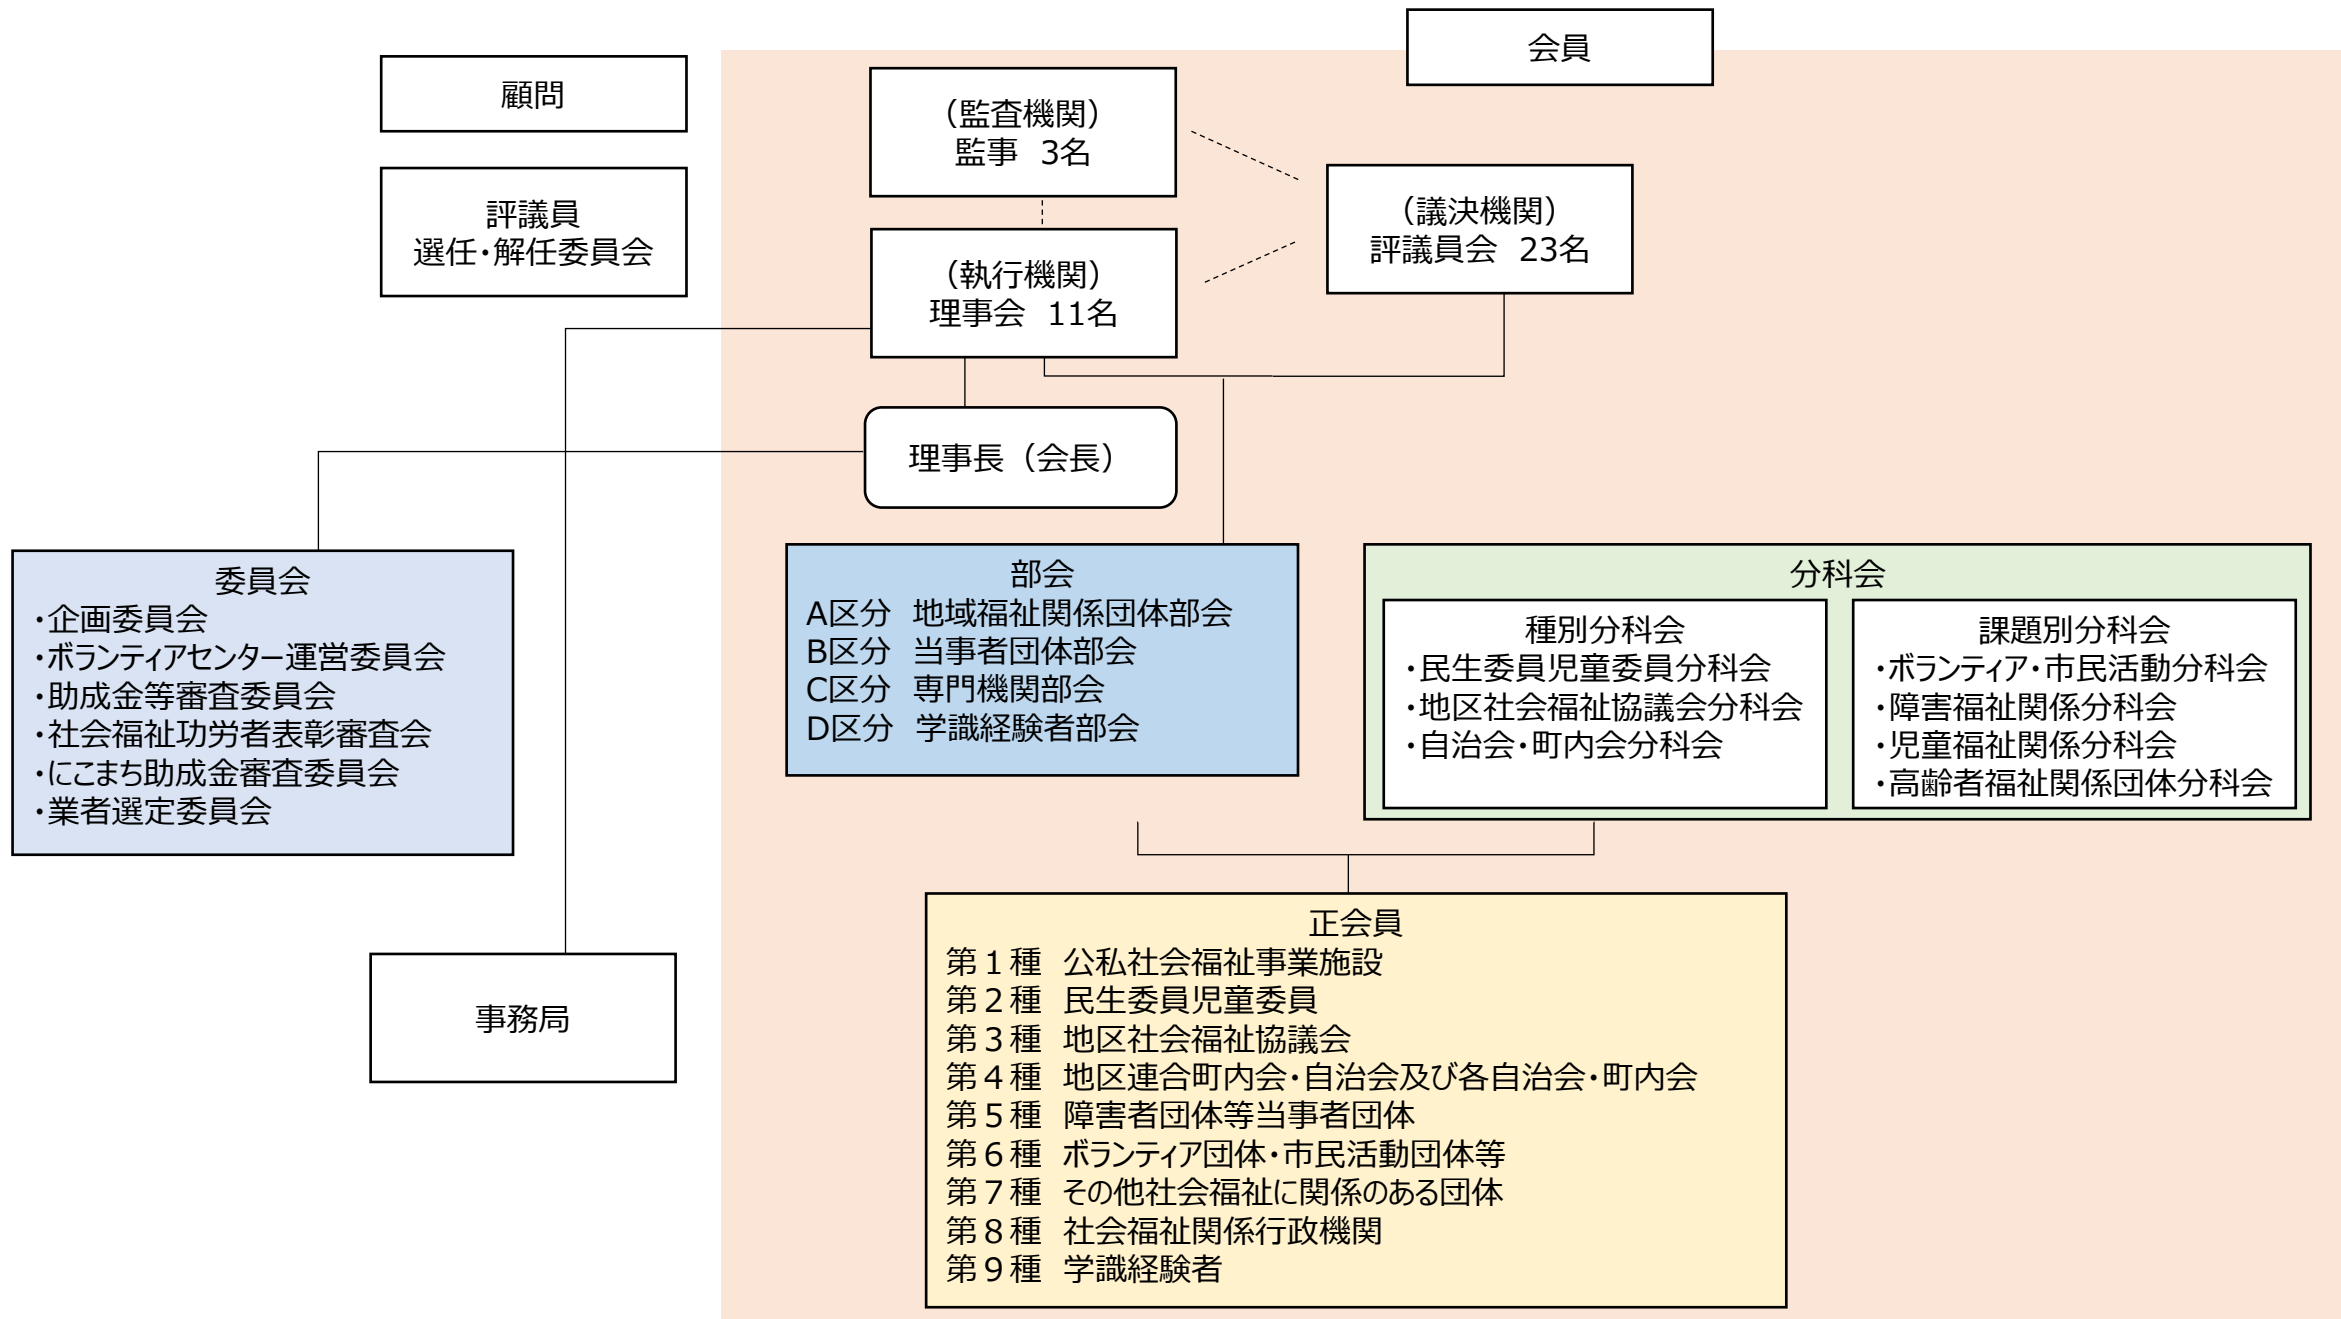 会員
顧問
（監査機関）
監事　3名
評議員
選任・解任委員会
（議決機関）
評議員会　23名
（執行機関）
理事会　11名
理事長（会長）
委員会
・企画委員会
・ボランティアセンター運営委員会
・助成金等審査委員会
・社会福祉功労者表彰審査会
・にこまち助成金審査委員会
・業者選定委員会
部会
A区分　地域福祉関係団体部会
B区分　当事者団体部会
C区分　専門機関部会
D区分　学識経験者部会
分科会
種別分科会
・民生委員児童委員分科会
・地区社会福祉協議会分科会
・自治会・町内会分科会
課題別分科会
・ボランティア・市民活動分科会
・障害福祉関係分科会
・児童福祉関係分科会
・高齢者福祉関係団体分科会
正会員
第１種　公私社会福祉事業施設
第２種　民生委員児童委員
第３種　地区社会福祉協議会
第４種　地区連合町内会・自治会及び各自治会・町内会
第５種　障害者団体等当事者団体
第６種　ボランティア団体・市民活動団体等
第７種　その他社会福祉に関係のある団体
第８種　社会福祉関係行政機関
第９種　学識経験者
事務局